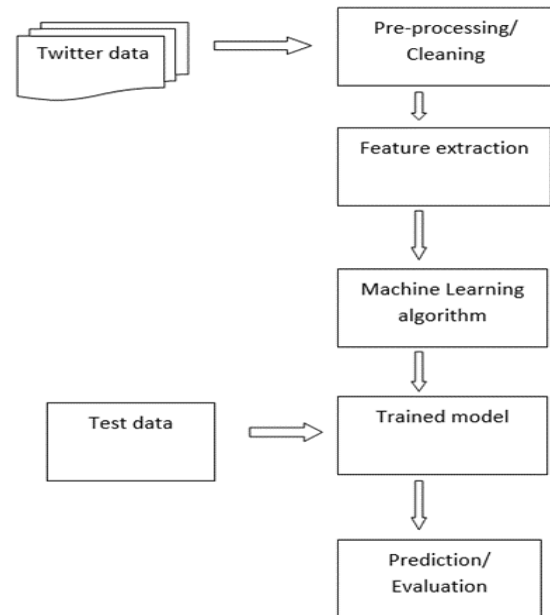 Twitter data
Pre-processing/
Cleaning
Feature extraction
Machine Learning
algorithm
Test data
Trained model
Prediction/
Evaluation